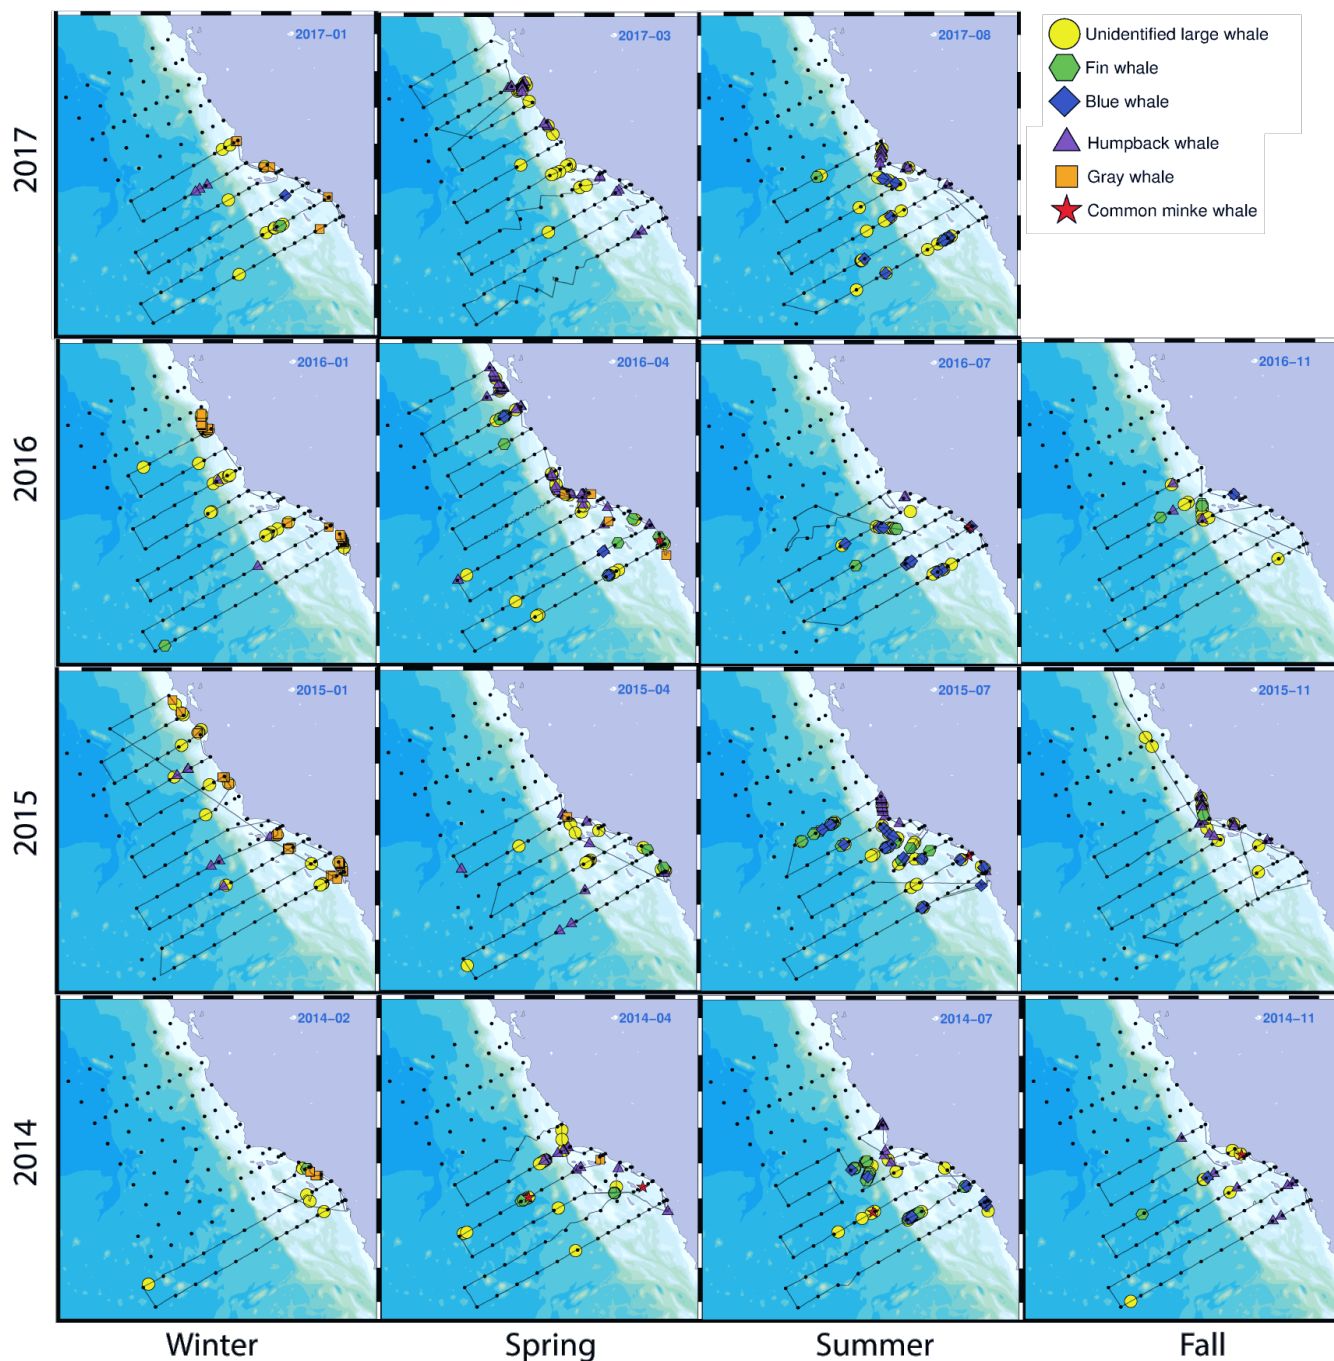 2017-01
2017-03
2017-08
Unidentified large whale
Fin whale
Blue whale
Humpback whale
Gray whale
Common minke whale
2017
2016-01
2016-04
2016-07
2016-11
2016
2015-01
2015-04
2015-07
2015-11
2015
2014-02
2014-04
2014-07
2014-11
2014
Winter
Spring
Summer
Fall